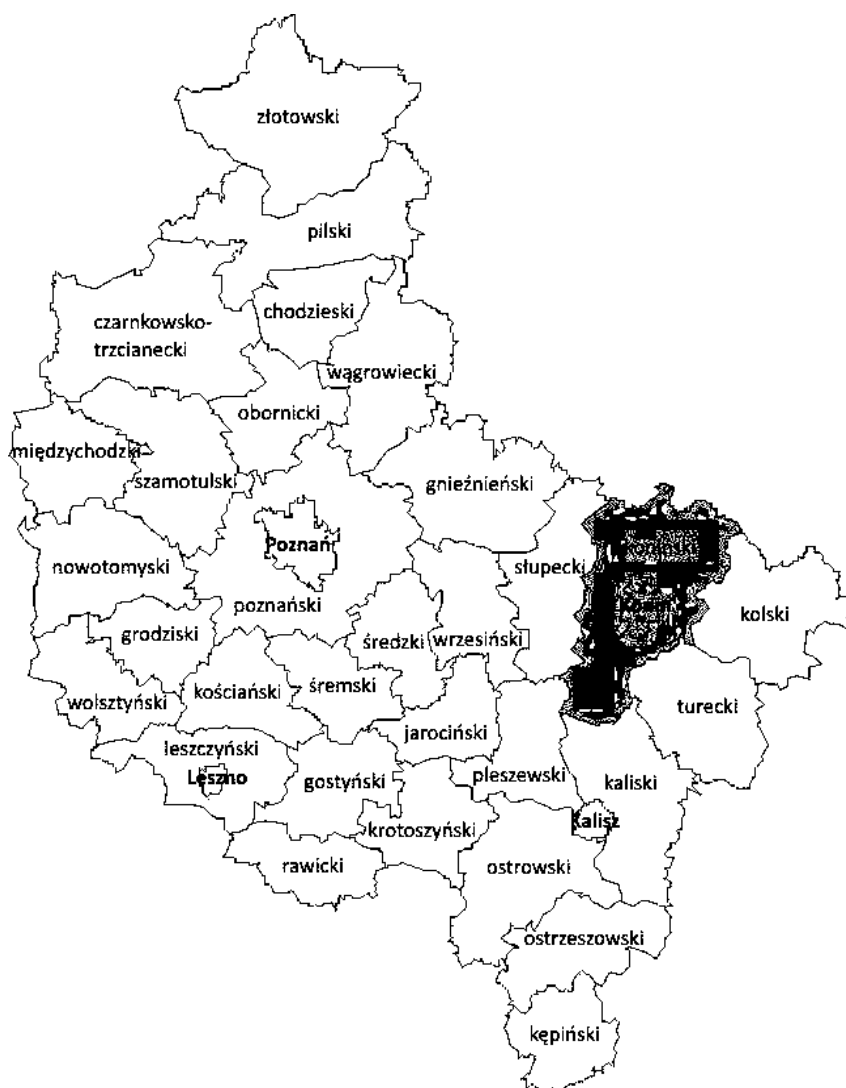 złotowski
pilski
chodzieski
czarnkowsko-
trzcianecki
wągrowiecki
obornicki
międzychodzki
szamotulski
gnieźnieński
Poznań
nowotomyski
słupecki
kolski
poznański
grodziski
średzki
wrzesiński
wolsztyński
kościański
śremski
turecki
jarociński
leszczyński
Leszno
gostyński
pleszewski
kaliski
krotoszyński
Kalisz
rawicki
ostrowski
ostrzeszowski
kępiński